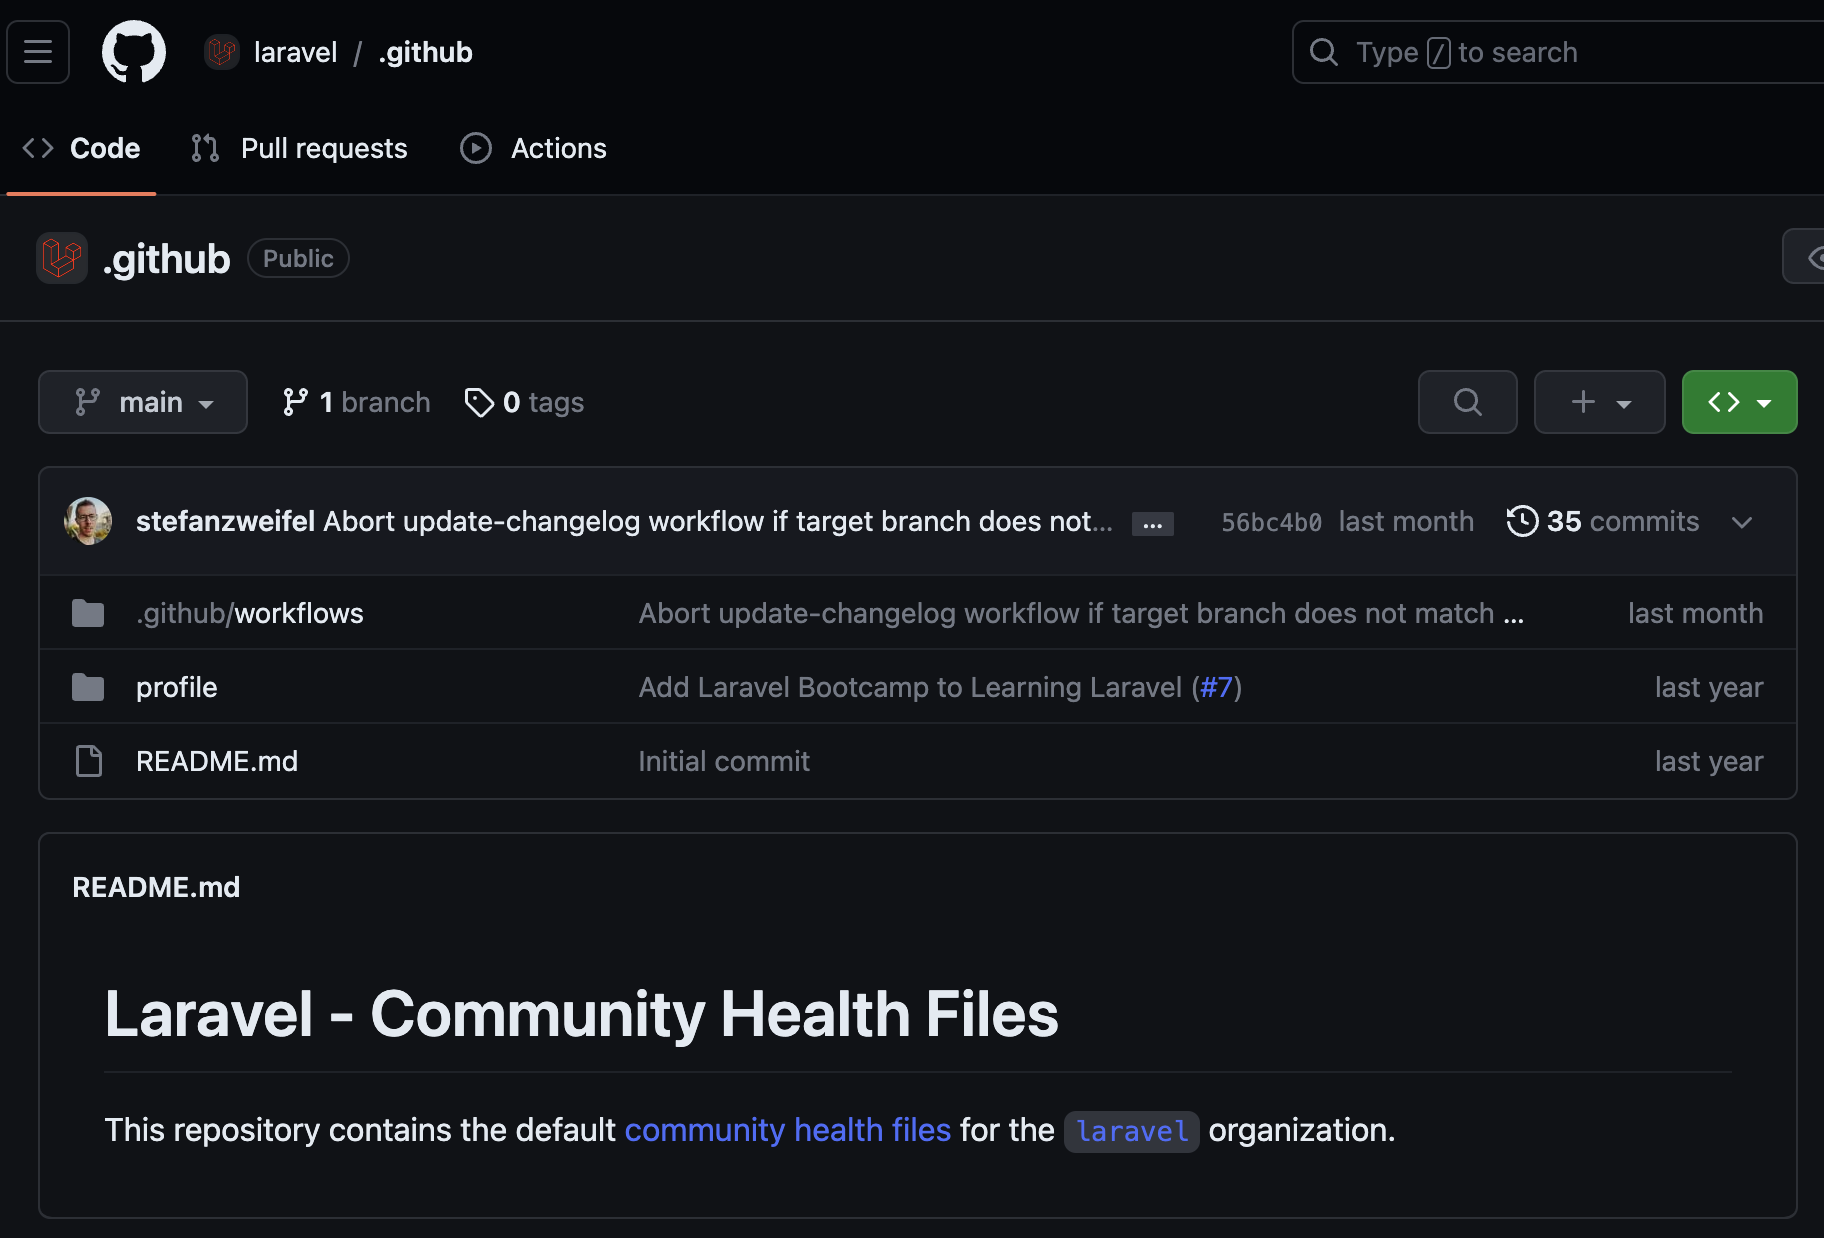 laravel / .github
Type / to search
Code
Pull requests
Actions
.github
Public
main
1 branch
0 tags
stefanzweifel Abort update-changelog workflow if target branch does not...
...
56bc4b0 last month
35 commits
.github/workflows
Abort update-changelog workflow if target branch does not match ...
last month
profile
Add Laravel Bootcamp to Learning Laravel (#7)
last year
README.md
Initial commit
last year
README.md
Laravel - Community Health Files
This repository contains the default community health files for the laravel organization.